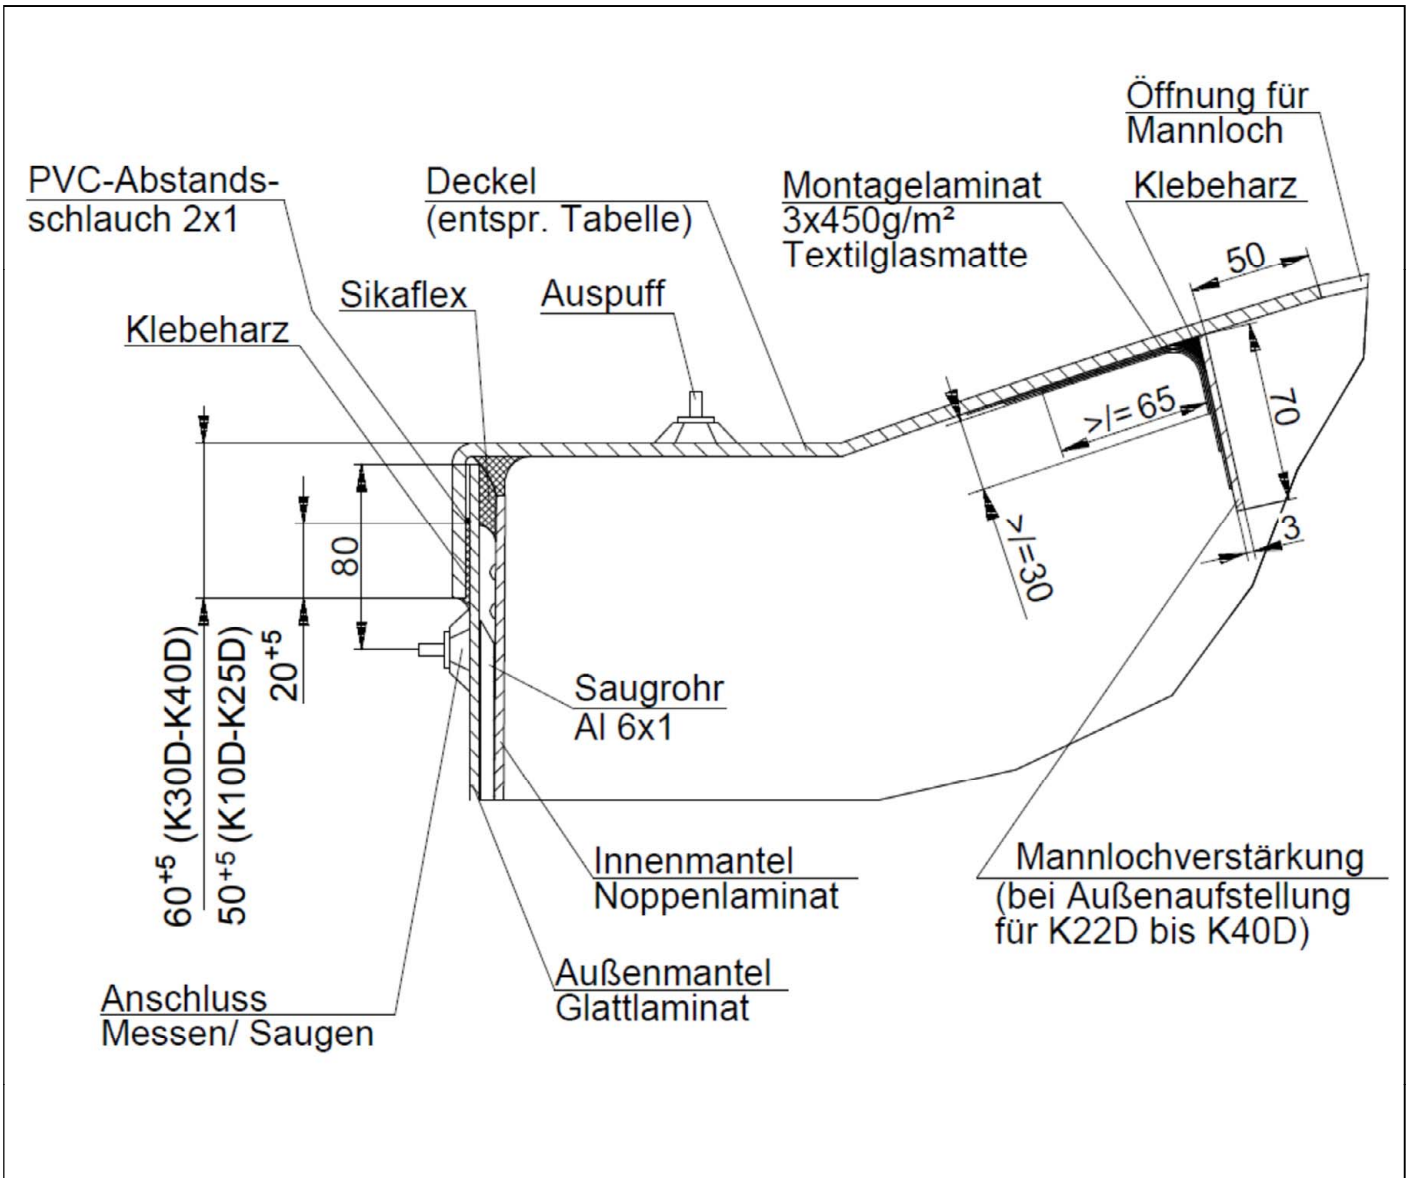 Öffnung für
Mannloch
PVC-Abstands-
schlauch 2x1
Deckel
(entspr. Tabelle)
Montagelaminat
3x450g/m²
Textilglasmatte
Klebeharz
Sikaflex
Auspuff
Klebeharz
50
>/= 65
70
80
3
>/=30
60+5 (K30D-K40D)
50+5 (K10D-K25D)
20+5
Saugrohr
Al 6x1
Innenmantel
Noppenlaminat
Mannlochverstärkung
(bei Außenaufstellung
für K22D bis K40D)
Außenmantel
Glattlaminat
Anschluss
Messen/ Saugen